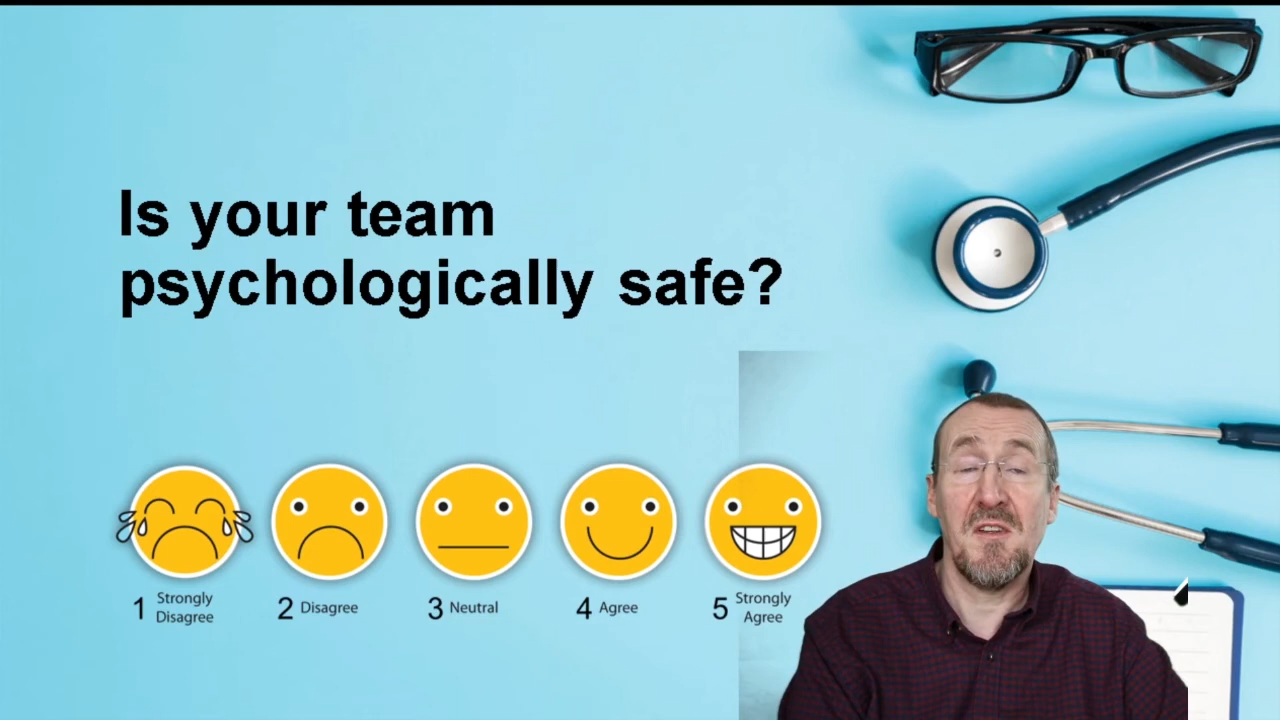 Is your team
psychologically safe?
1 Strongly Disagree
2 Disagree
3 Neutral
4 Agree
5 Strongly Agree